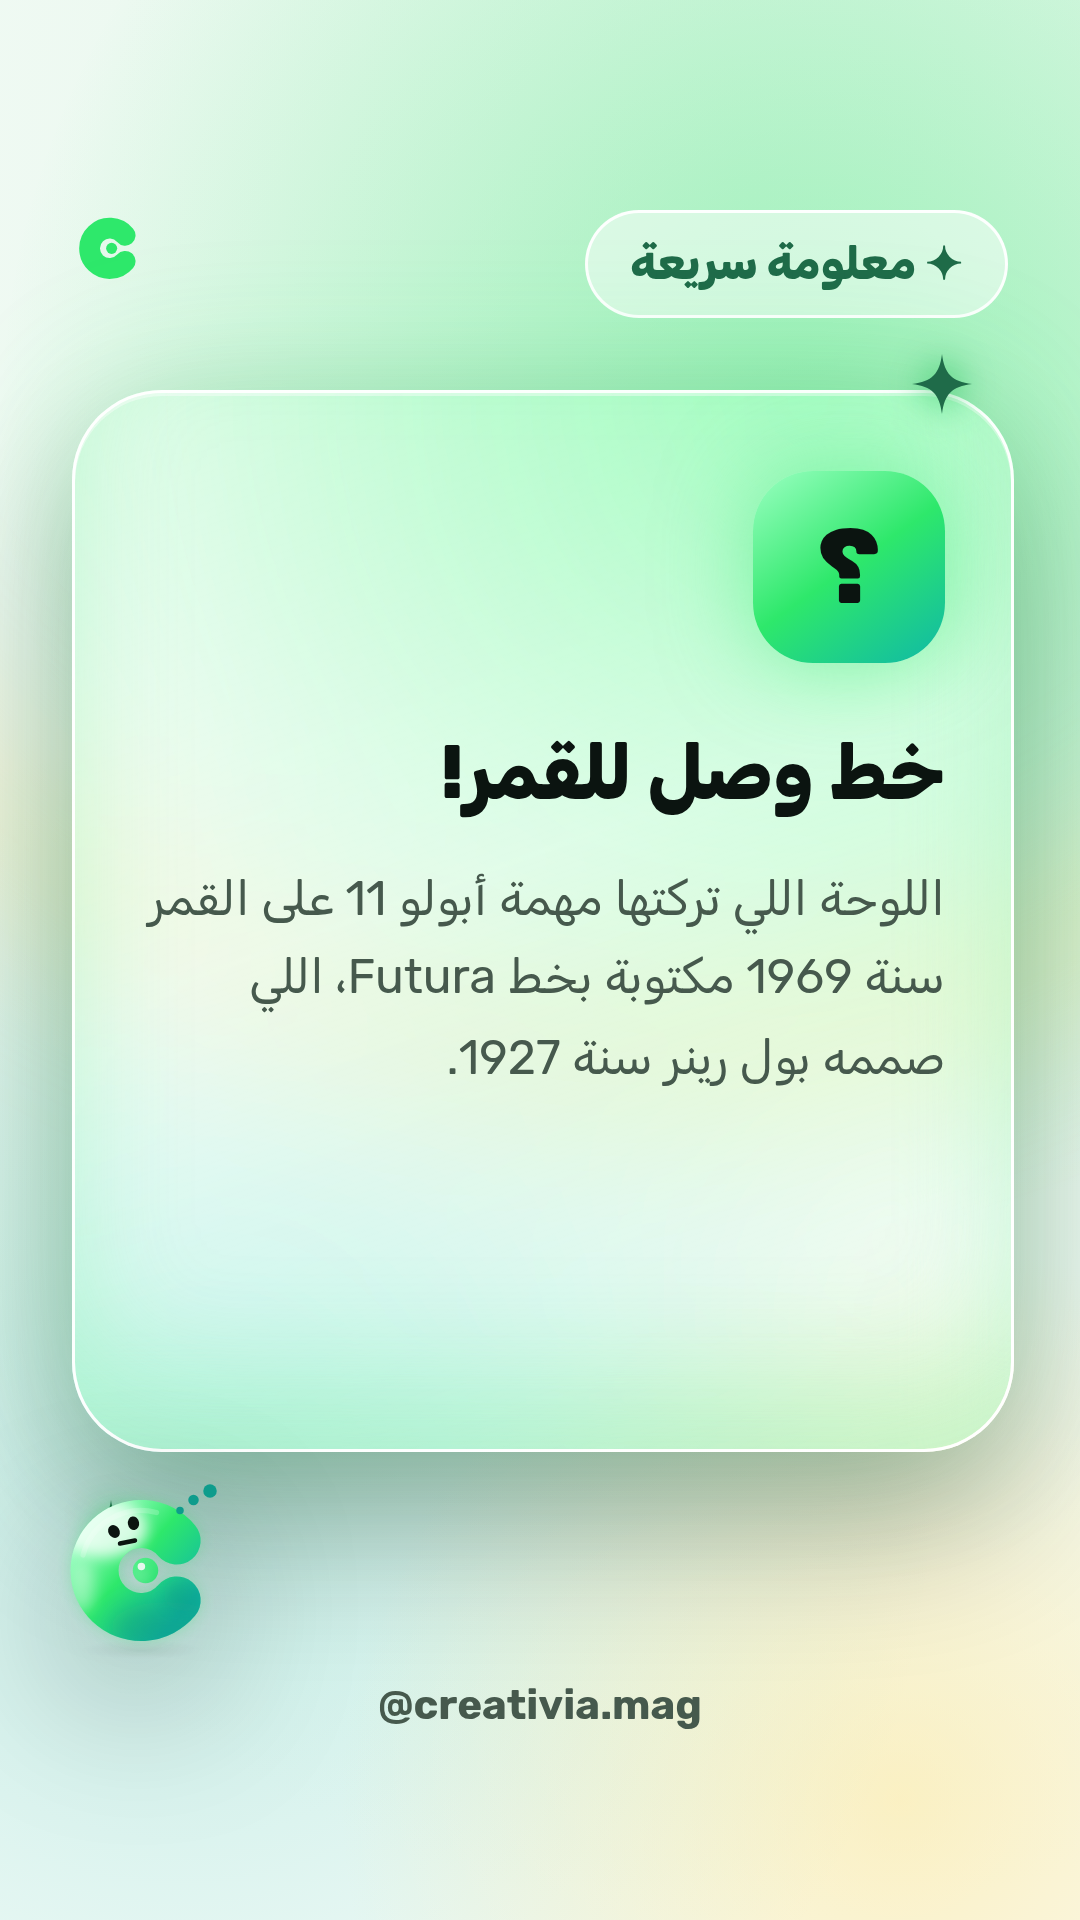 ✦ معلومة سريعة
؟
خط وصل للقمر!
اللوحة اللي تركتها مهمة أبولو 11 على القمر
سنة 1969 مكتوبة بخط Futura، اللي
صممه بول رينر سنة 1927.
@creativia.mag